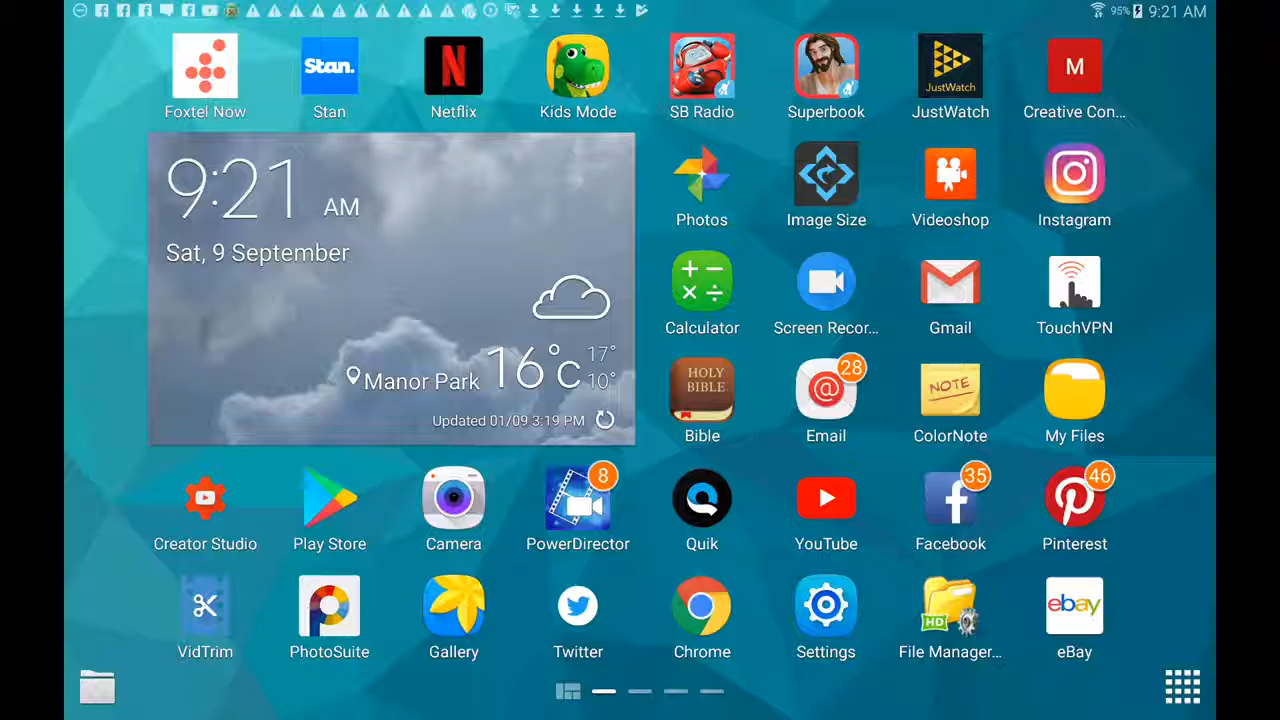 95% 9:21 AM
Stan.
N
JustWatch
M
Foxtel Now
Stan
Netflix
Kids Mode
SB Radio
Superbook
JustWatch
Creative Con...
9:21 AM
Sat, 9 September
Manor Park 16°C 17° 10°
Updated 01/09 3:19 PM
Photos
Image Size
Videoshop
Instagram
Calculator
Screen Recor...
Gmail
TouchVPN
HOLY
BIBLE
@ 28
NOTE
Bible
Email
ColorNote
My Files
8
35
46
Creator Studio
Play Store
Camera
PowerDirector
Quik
YouTube
Facebook
Pinterest
HD
ebay
VidTrim
PhotoSuite
Gallery
Twitter
Chrome
Settings
File Manager...
eBay